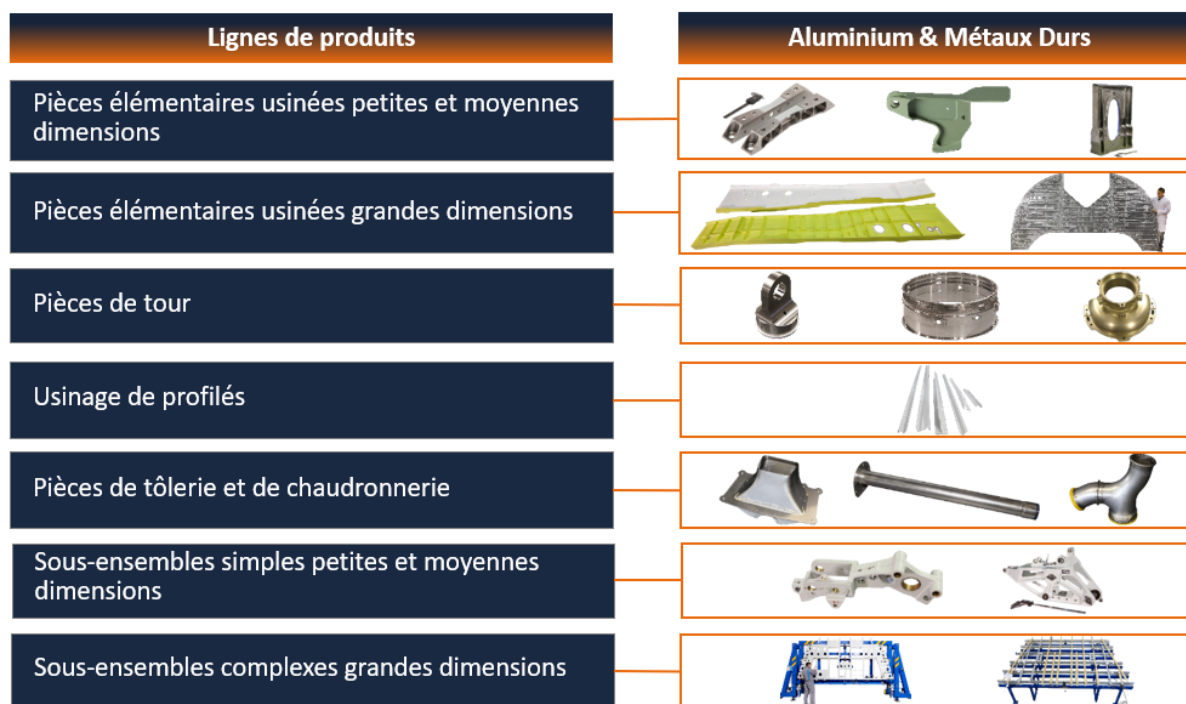 Lignes de produits
Aluminium & Métaux Durs
Pièces élémentaires usinées petites et moyennes
dimensions
Pièces élémentaires usinées grandes dimensions
Pièces de tour
Usinage de profilés
Pièces de tôlerie et de chaudronnerie
Sous-ensembles simples petites et moyennes
dimensions
Sous-ensembles complexes grandes dimensions